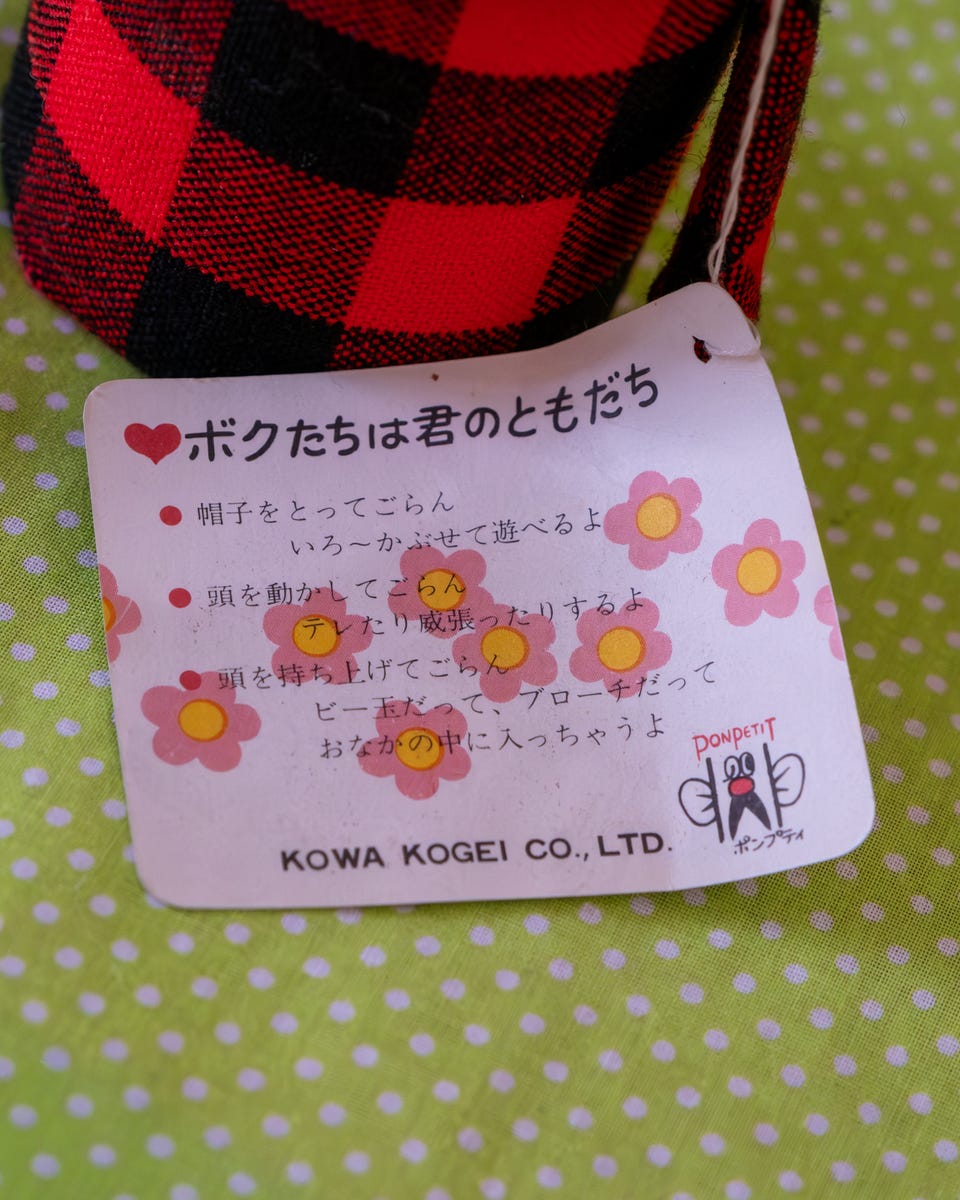 ボクたちは君のともだち
帽子をとってごらん
いろ〜かぶせて遊べるよ
頭を動かしてごらん
テレたり威張ったりするよ
頭を持ち上げてごらん
ビー玉だって、ブローチだって
おなかの中に入っちゃうよ
PONPETIT
ポンプティ
KOWA KOGEI CO., LTD.